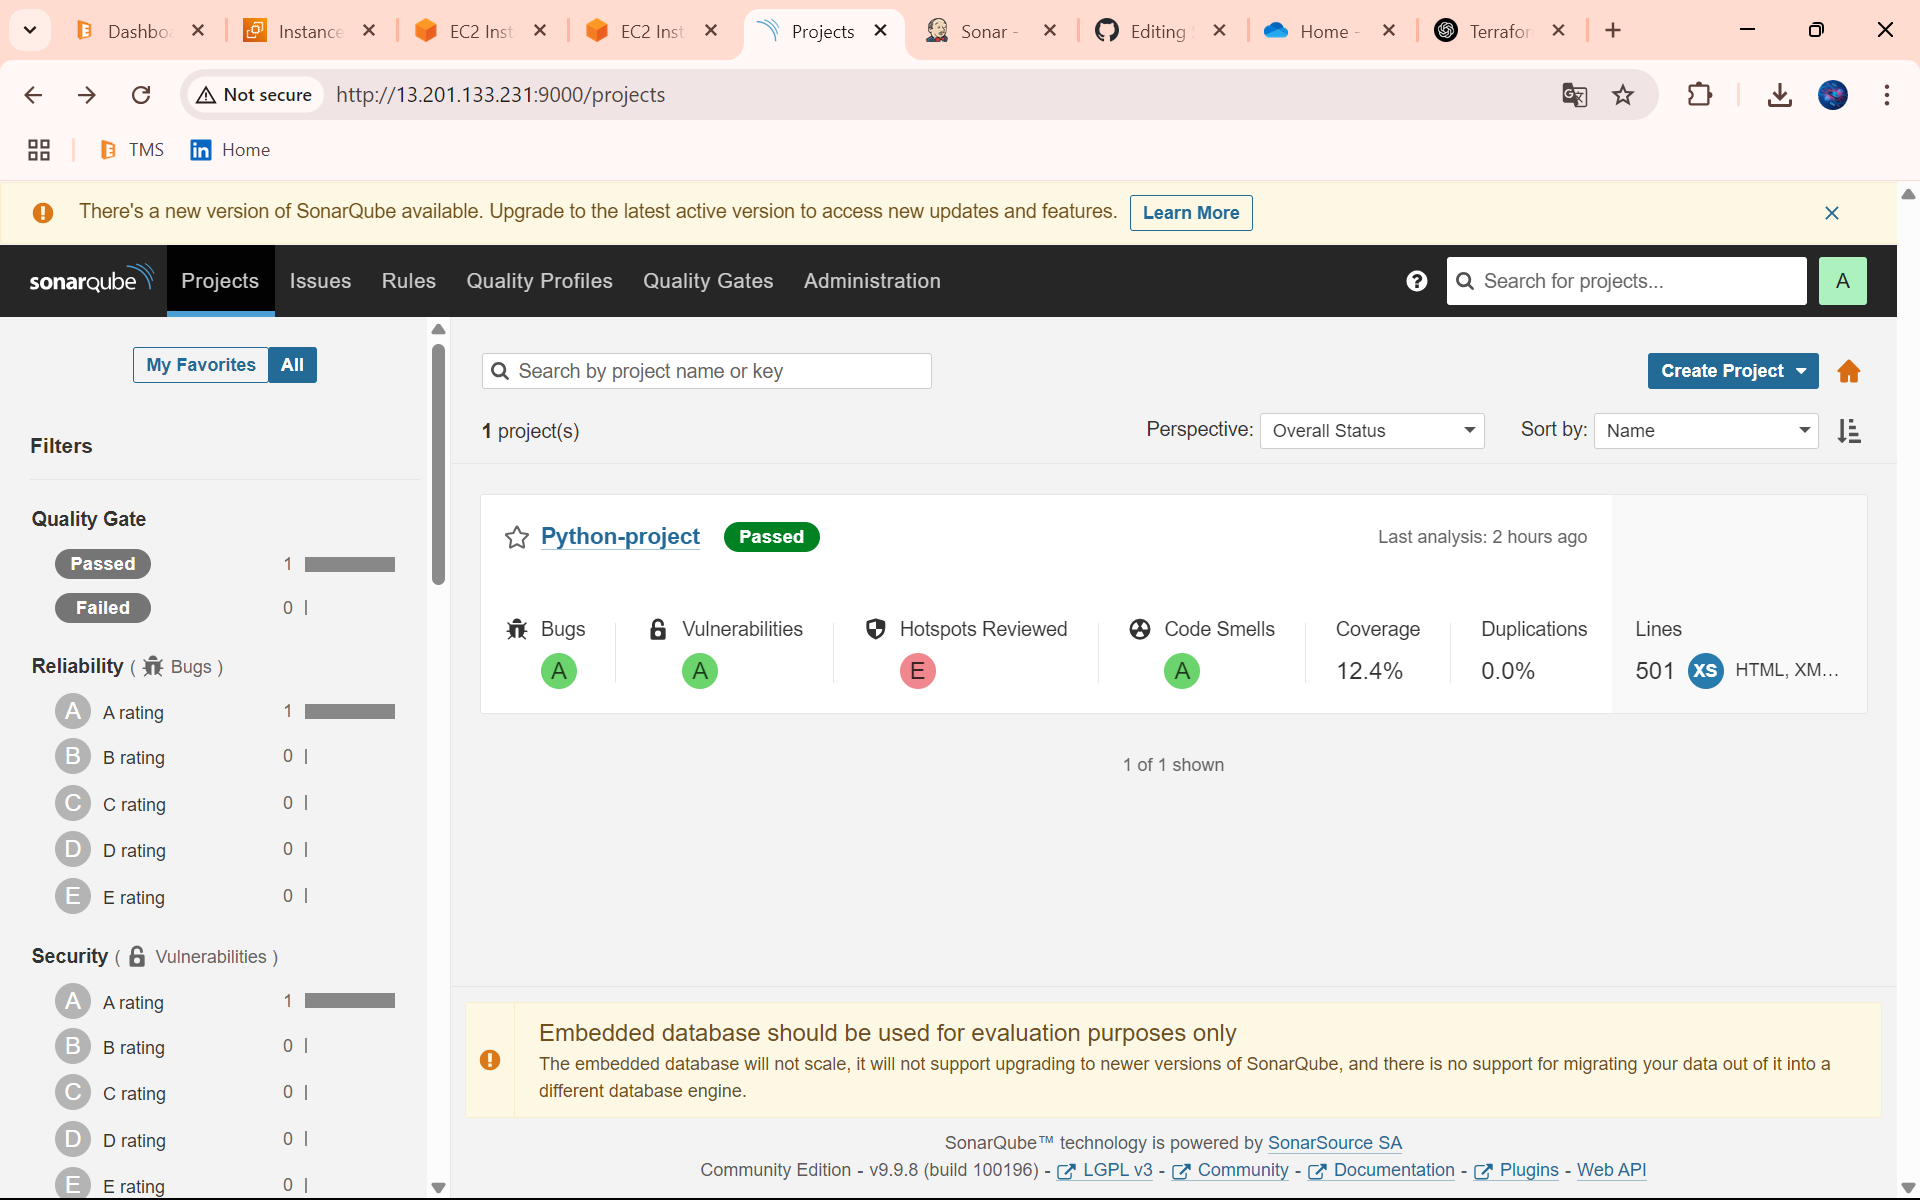 Dashbo
Instance
EC2 Inst
EC2 Inst
Projects
Sonar -
Editing
Home -
Terrafor
Not secure
http://13.201.133.231:9000/projects
TMS
Home
There's a new version of SonarQube available. Upgrade to the latest active version to access new updates and features.
Learn More
sonarqube
Projects
Issues
Rules
Quality Profiles
Quality Gates
Administration
Search for projects...
A
My Favorites
All
Filters
Quality Gate
Passed 1
Failed 0
Reliability ( Bugs )
A A rating 1
B B rating 0
C C rating 0
D D rating 0
E E rating 0
Security ( Vulnerabilities )
A A rating 1
B B rating 0
C C rating 0
D D rating 0
E E rating 0
Search by project name or key
Create Project
1 project(s)
Perspective: Overall Status
Sort by: Name
Python-project
Passed
Last analysis: 2 hours ago
Bugs
A
Vulnerabilities
A
Hotspots Reviewed
E
Code Smells
A
Coverage
12.4%
Duplications
0.0%
Lines
501 XS HTML, XM...
1 of 1 shown
Embedded database should be used for evaluation purposes only
The embedded database will not scale, it will not support upgrading to newer versions of SonarQube, and there is no support for migrating your data out of it into a
different database engine.
SonarQube™ technology is powered by SonarSource SA
Community Edition - v9.9.8 (build 100196) - LGPL v3 - Community - Documentation - Plugins - Web API